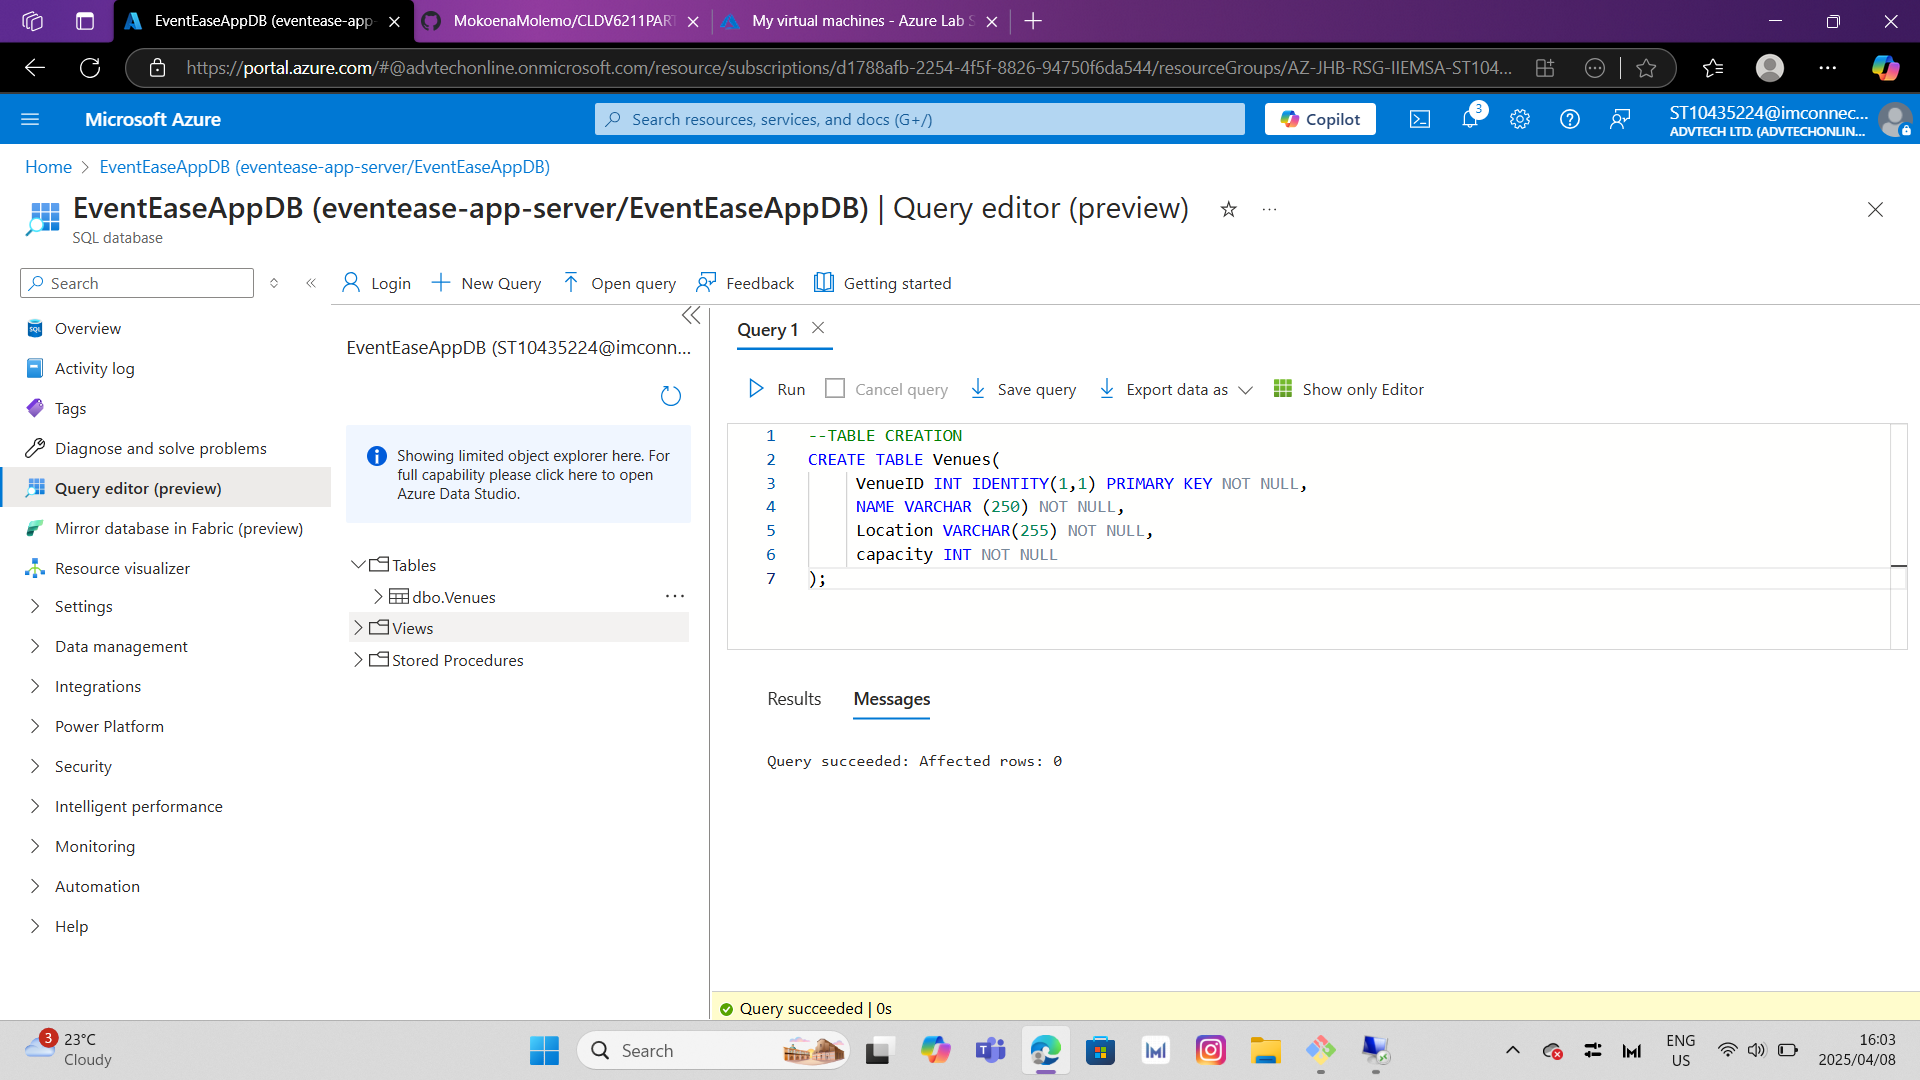 EventEaseAppDB (eventease-app-
MokoenaMolemo/CLDV6211PART
My virtual machines - Azure Lab S
https://portal.azure.com/#@advtechonline.onmicrosoft.com/resource/subscriptions/d1788afb-2254-4f5f-8826-94750f6da544/resourceGroups/AZ-JHB-RSG-IIEMSA-ST104...
Microsoft Azure
Search resources, services, and docs (G+/)
Copilot
3
ST10435224@imconnec...
ADVTECH LTD. (ADVTECHONLIN...
Home > EventEaseAppDB (eventease-app-server/EventEaseAppDB)
EventEaseAppDB (eventease-app-server/EventEaseAppDB) | Query editor (preview)
SQL database
Search
Login
New Query
Open query
Feedback
Getting started
Overview
Activity log
Tags
Diagnose and solve problems
Query editor (preview)
Mirror database in Fabric (preview)
Resource visualizer
Settings
Data management
Integrations
Power Platform
Security
Intelligent performance
Monitoring
Automation
Help
EventEaseAppDB (ST10435224@imconn...
Showing limited object explorer here. For
full capability please click here to open
Azure Data Studio.
Tables
dbo.Venues
Views
Stored Procedures
Query 1
Run
Cancel query
Save query
Export data as
Show only Editor
1 --TABLE CREATION
2 CREATE TABLE Venues(
3 VenueID INT IDENTITY(1,1) PRIMARY KEY NOT NULL,
4 NAME VARCHAR (250) NOT NULL,
5 Location VARCHAR(255) NOT NULL,
6 capacity INT NOT NULL
7 );
Results
Messages
Query succeeded: Affected rows: 0
Query succeeded | 0s
3
23°C
Cloudy
Search
ENG
US
16:03
2025/04/08